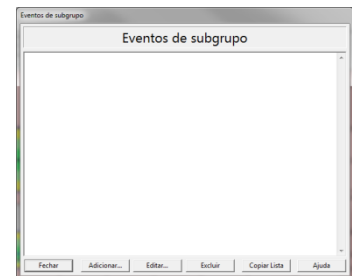 Eventos de subgrupo
Eventos de subgrupo
Fechar Adicionar... Editar... Excluir Copiar Lista Ajuda